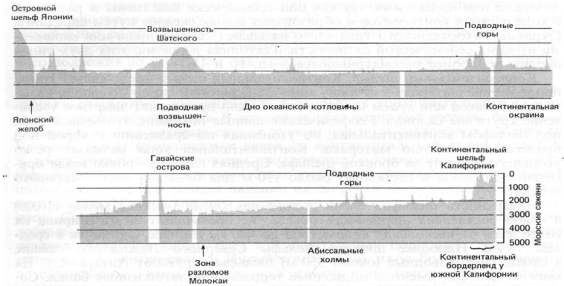 Островной
шельф Японии
Возвышенность
Шатского
Подводные
горы
Японский
желоб
Подводная
возвышен-
ность
Дно океанской котловины
Континентальная
окраина
Гавайские
острова
Подводные
горы
Континентальный
шельф
Калифорнии
0
1000
2000
3000
4000
5000
Морские сажени
Зона
разломов
Молокаи
Абиссальные
холмы
Континентальный
бордерленд у
южной Калифорнии